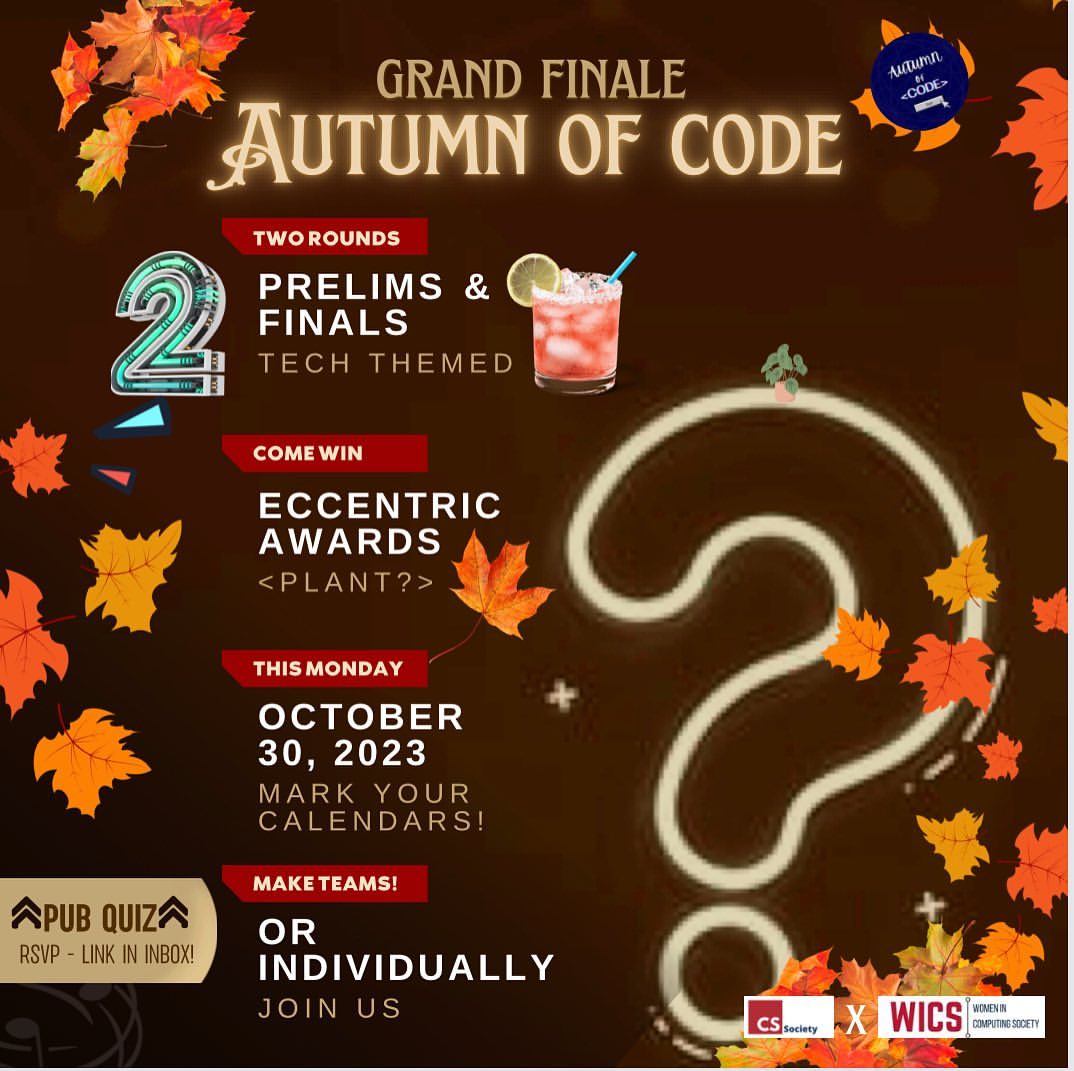 GRAND FINALE
AUTUMN OF CODE
AUTUMN
OF
<CODE>
TWO ROUNDS
2
PRELIMS &
FINALS
TECH THEMED
COME WIN
ECCENTRIC
AWARDS
<PLANT?>
THIS MONDAY
OCTOBER
30, 2023
MARK YOUR
CALENDARS!
MAKE TEAMS!
OR
INDIVIDUALLY
JOIN US
PUB QUIZ
RSVP - LINK IN INBOX!
?
CS Society X WICS WOMEN IN
COMPUTING SOCIETY